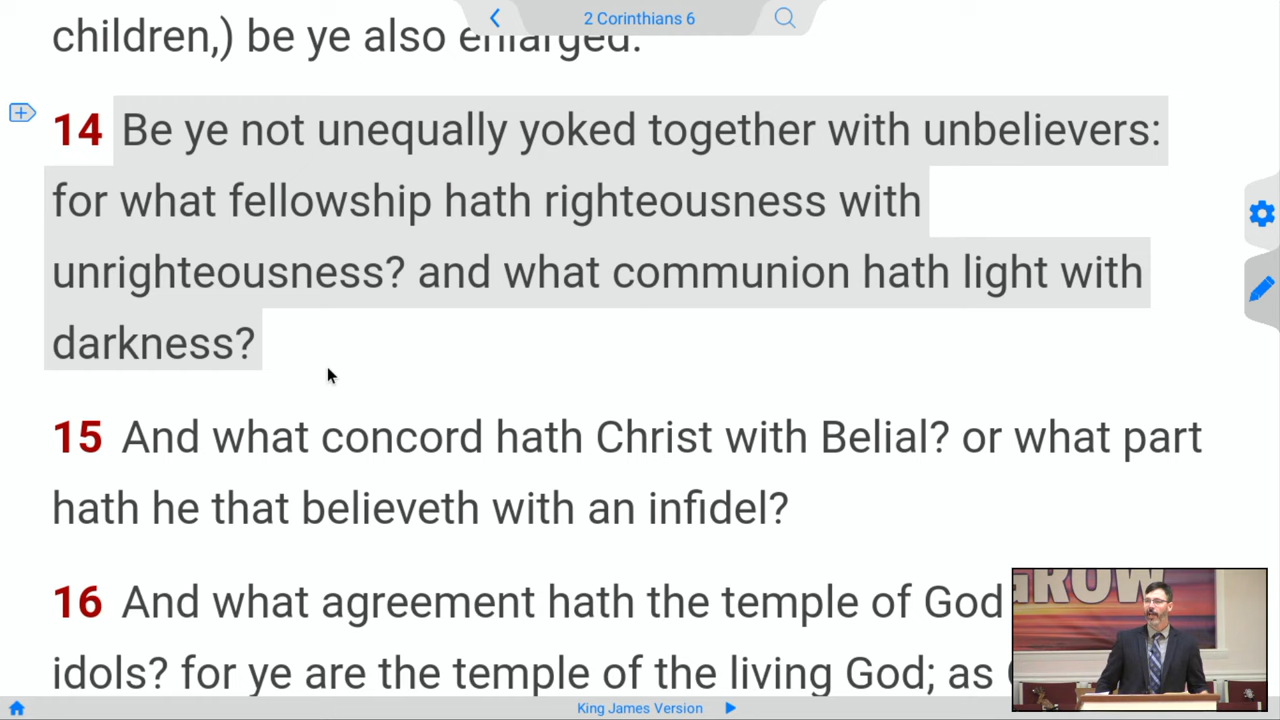 2 Corinthians 6
children,) be ye also enlarged.
14 Be ye not unequally yoked together with unbelievers:
for what fellowship hath righteousness with
unrighteousness? and what communion hath light with
darkness?
15 And what concord hath Christ with Belial? or what part
hath he that believeth with an infidel?
16 And what agreement hath the temple of God
idols? for ye are the temple of the living God; as
GROW
King James Version